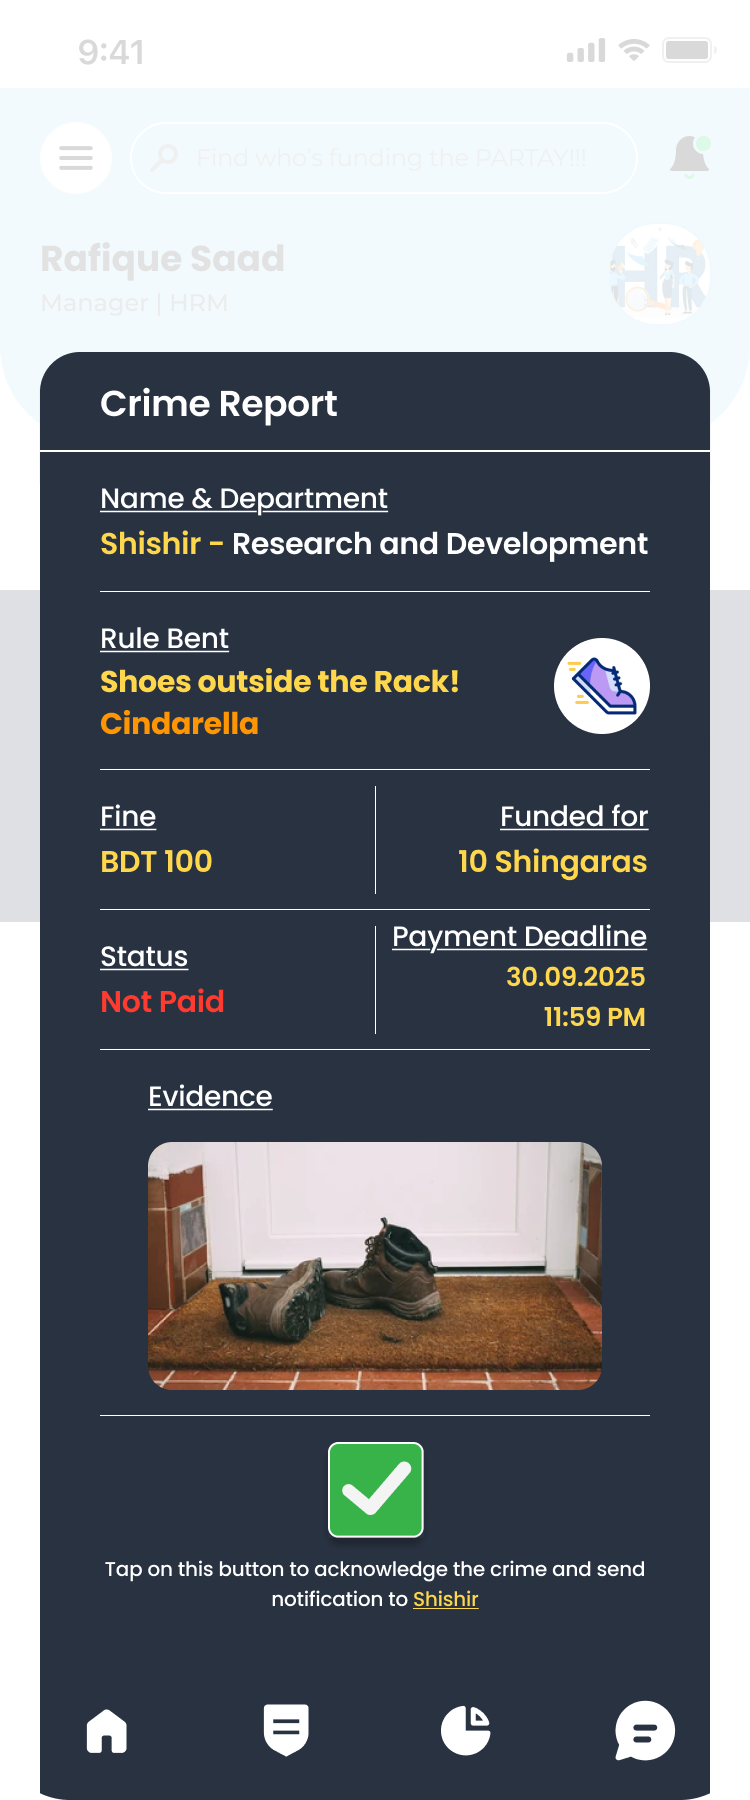 9:41
Find who's funding the PARTAY!!!
Rafique Saad
Manager | HRM
HR
Crime Report
Name & Department
Shishir - Research and Development
Rule Bent
Shoes outside the Rack!
Cindarella
Fine
Funded for
BDT 100
10 Shingaras
Status
Payment Deadline
Not Paid
30.09.2025
11:59 PM
Evidence
Tap on this button to acknowledge the crime and send
notification to Shishir